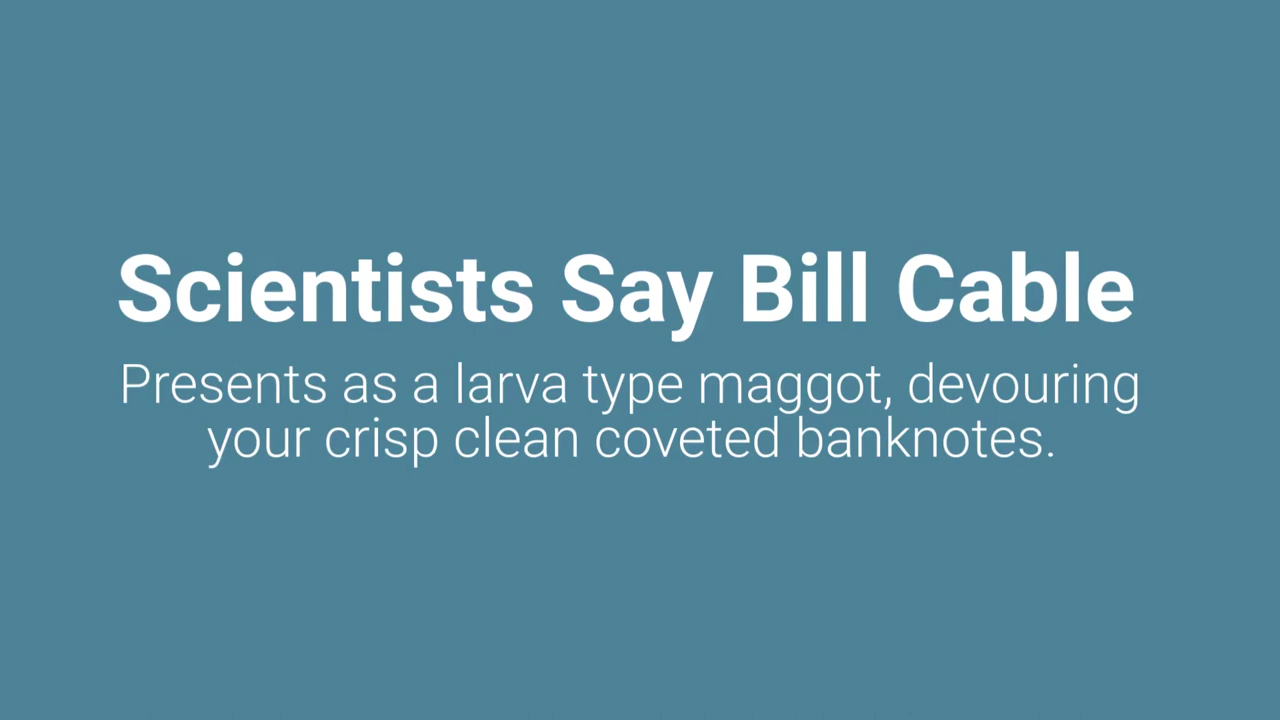 Scientists Say Bill Cable
Presents as a larva type maggot, devouring
your crisp clean coveted banknotes.